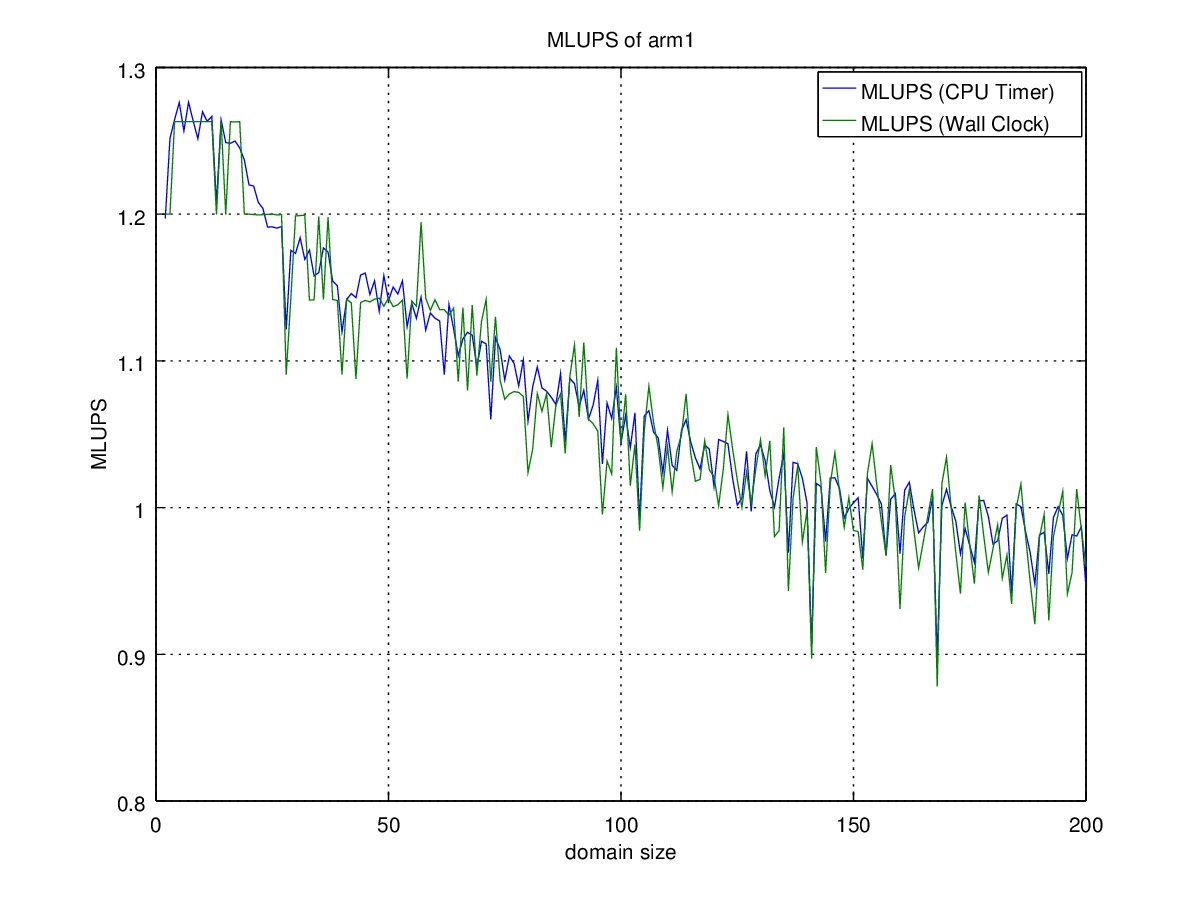 MLUPS of arm1
1.3
MLUPS (CPU Timer)
MLUPS (Wall Clock)
1.2
1.1
MLUPS
1
0.9
0.8
0
50
100
150
200
domain size